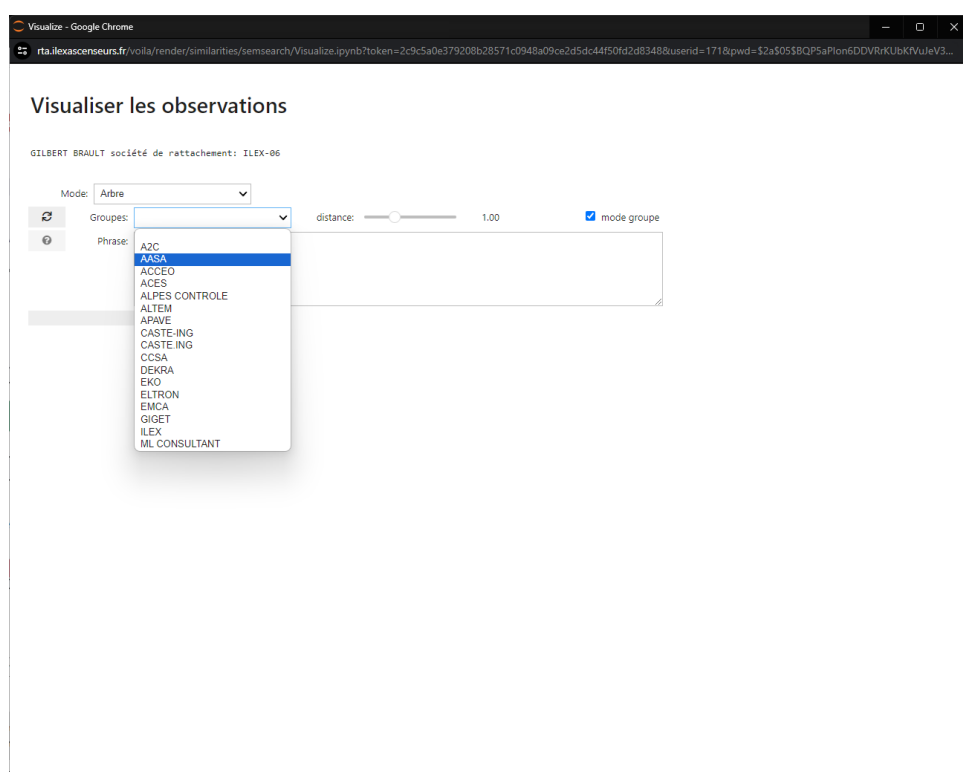 Visualize - Google Chrome
rta.ilexascenseurs.fr/voila/render/similarities/semsearch/Visualize.ipynb?token=2c9c5a0e379208b28571c0948a09ce2d5dc44f50fd2d8348&userid=171&pwd=$2a$05$BQP5aPlon6DDVRrKUbKfVuJeV3...
Visualiser les observations
GILBERT BRAULT société de rattachement: ILEX-06
Mode: Arbre
Groupes: distance: 1.00 mode groupe
Phrase:
A2C
AASA
ACCEO
ACES
ALPES CONTROLE
ALTEM
APAVE
CASTE-ING
CASTE.ING
CCSA
DEKRA
EKO
ELTRON
EMCA
GIGET
ILEX
ML CONSULTANT